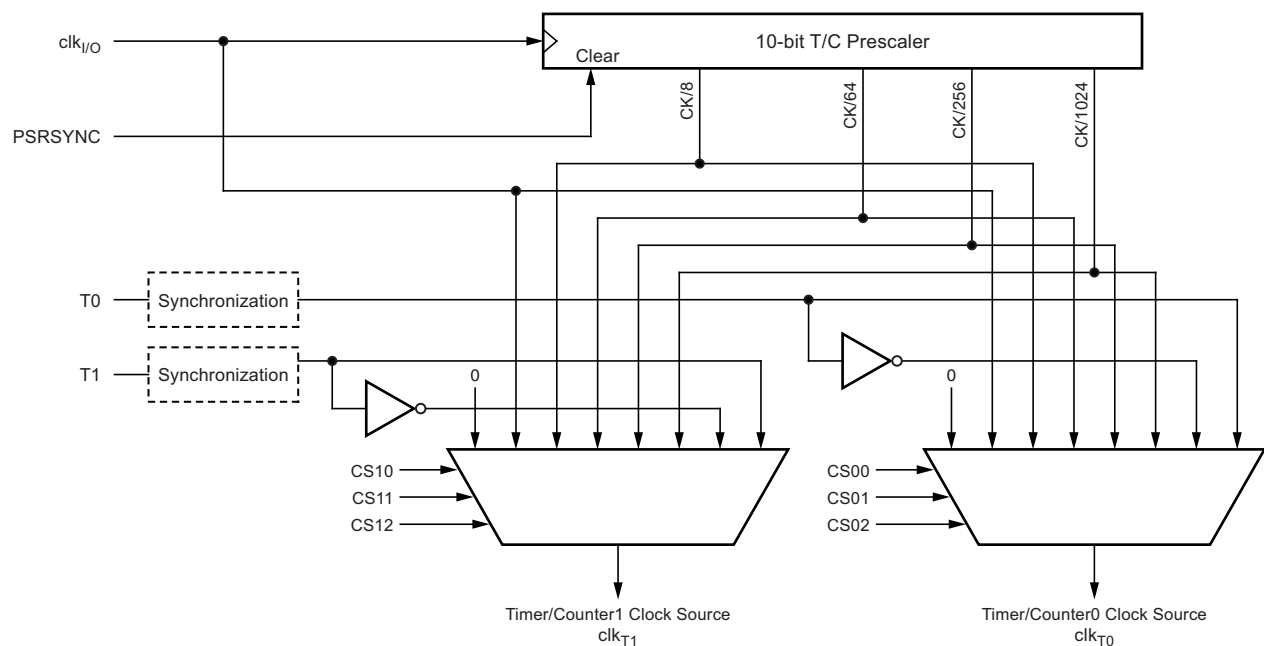 clkI/O
10-bit T/C Prescaler
Clear
PSRSYNC
CK/8
CK/64
CK/256
CK/1024
T0
Synchronization
T1
Synchronization
0
0
CS10
CS11
CS12
CS00
CS01
CS02
Timer/Counter1 Clock Source
clkT1
Timer/Counter0 Clock Source
clkT0